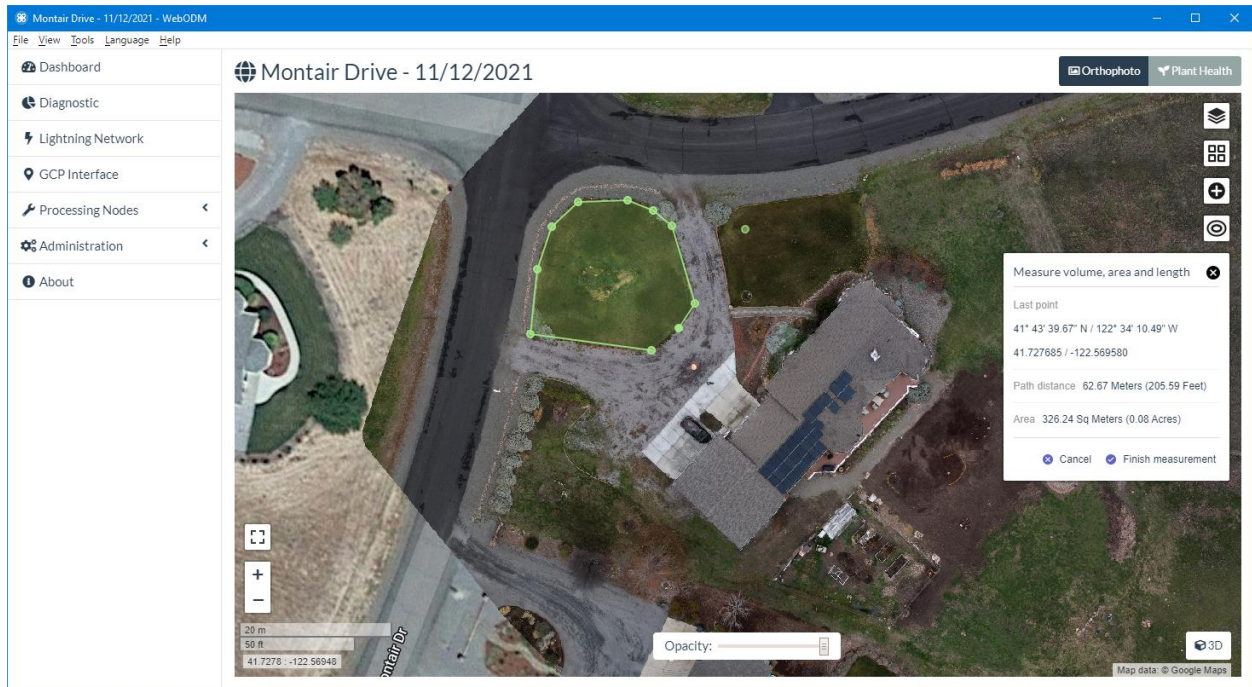 Montair Drive - 11/12/2021 - WebODM
File View Tools Language Help
Dashboard
Diagnostic
Lightning Network
GCP Interface
Processing Nodes
Administration
About
Montair Drive - 11/12/2021
Orthophoto
Plant Health
Measure volume, area and length
Last point
41° 43' 39.67" N / 122° 34' 10.49" W
41.727685 / -122.569580
Path distance 62.67 Meters (205.59 Feet)
Area 326.24 Sq Meters (0.08 Acres)
Cancel Finish measurement
+
−
20 m
50 ft
41.7278 : -122.56948
ntair Dr
Opacity:
3D
Map data: © Google Maps